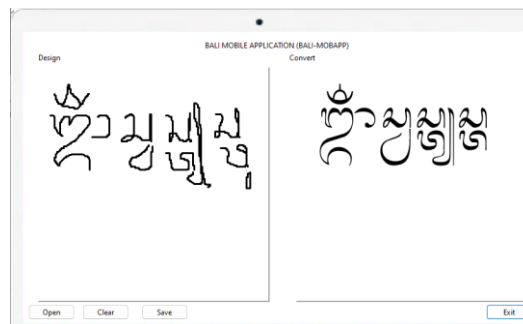 BALI MOBILE APPLICATION (BALI-MOBAPP)
Design Convert
ᬒᬁᬲ᭄ᬯᬲ᭄ᬢ᭄ᬬᬲ᭄ᬢᬸ ᬒᬁᬲ᭄ᬯᬲ᭄ᬢ᭄ᬬᬲ᭄ᬢ
Open Clear Save Exit